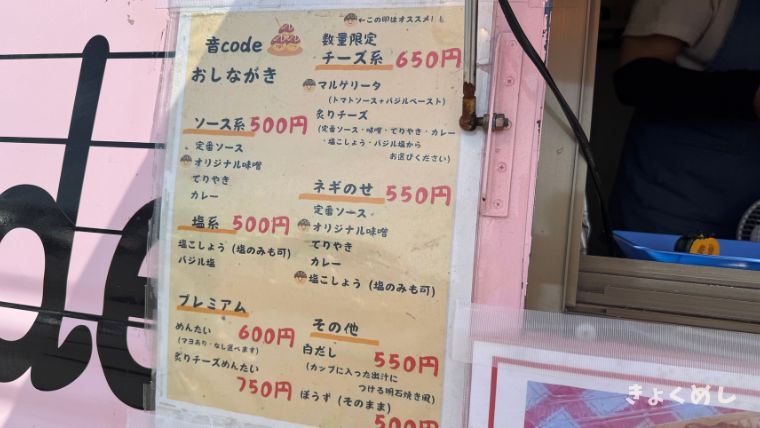 ←この印はオススメ！！
音code
おしながき
ソース系 500円
定番ソース
オリジナル味噌
てりやき
カレー
塩系 500円
塩こしょう (塩のみも可)
バジル塩
プレミアム
めんたい 600円
(マヨあり・なし選べます)
炙りチーズめんたい
750円
数量限定
チーズ系 650円
マルゲリータ
(トマトソース+バジルペースト)
炙りチーズ
(定番ソース・味噌・てりやき・カレー
・塩こしょう・バジル塩から
お選びください)
ネギのせ 550円
定番ソース
オリジナル味噌
てりやき
カレー
塩こしょう (塩のみも可)
その他
白だし 550円
(カップに入った出汁に
つける明石焼き風)
ぼうず (そのまま)
500円
de
きょくめし